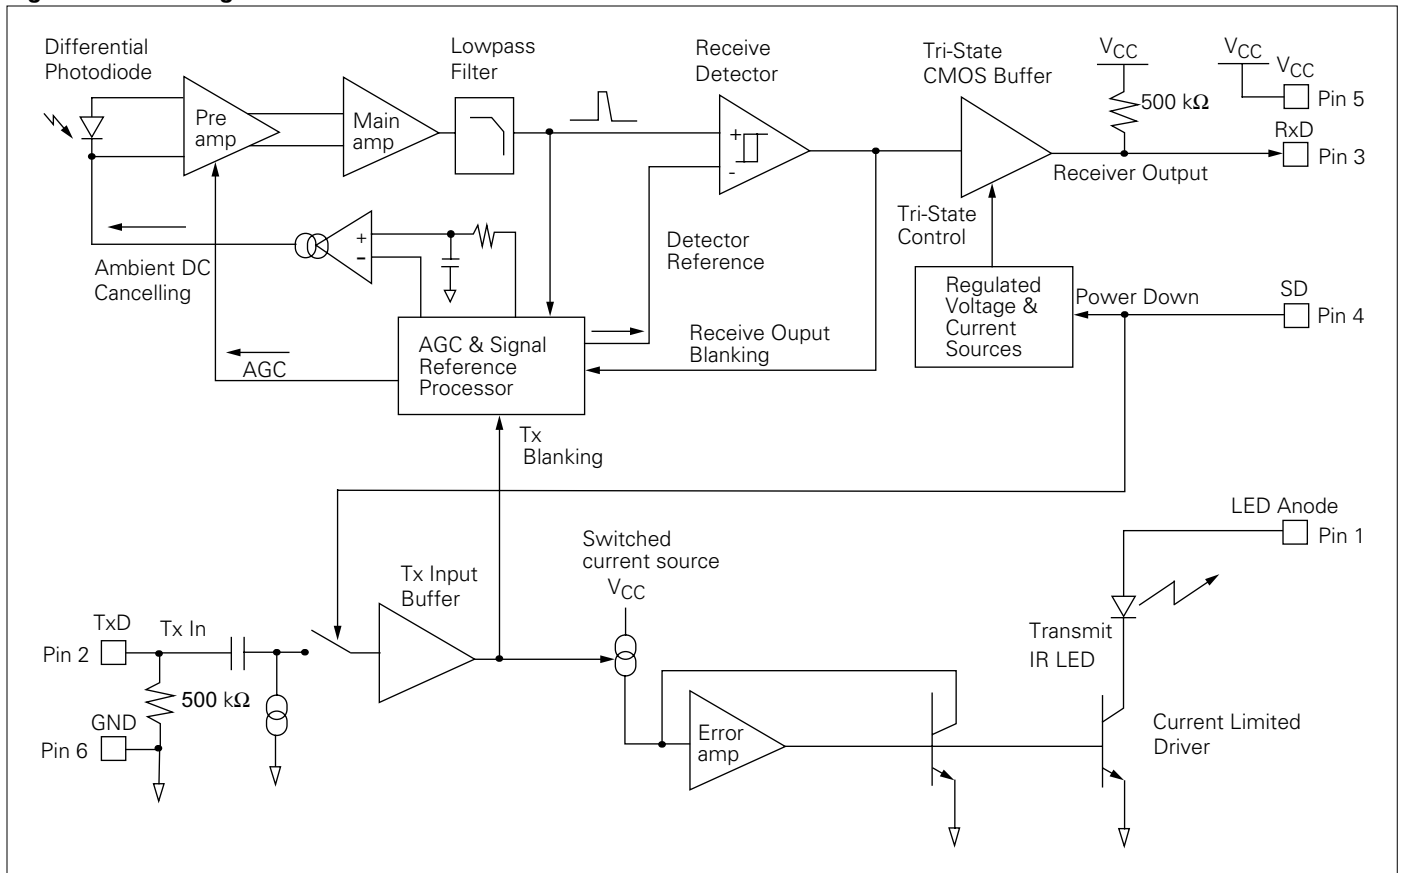 Differential
Photodiode
Lowpass
Filter
Receive
Detector
Tri-State
CMOS Buffer
VCC
VCC
VCC
Pin 5
500 kΩ
RxD
Pin 3
Pre
amp
Main
amp
+
-
Receiver Output
Tri-State
Control
+
-
Detector
Reference
Ambient DC
Cancelling
Regulated
Voltage &
Current
Sources
Power Down
SD
Pin 4
AGC & Signal
Reference
Processor
Receive Ouput
Blanking
AGC
Tx
Blanking
LED Anode
Pin 1
Switched
current source
VCC
Tx Input
Buffer
TxD
Tx In
Pin 2
Transmit
IR LED
500 kΩ
GND
Pin 6
Error
amp
Current Limited
Driver